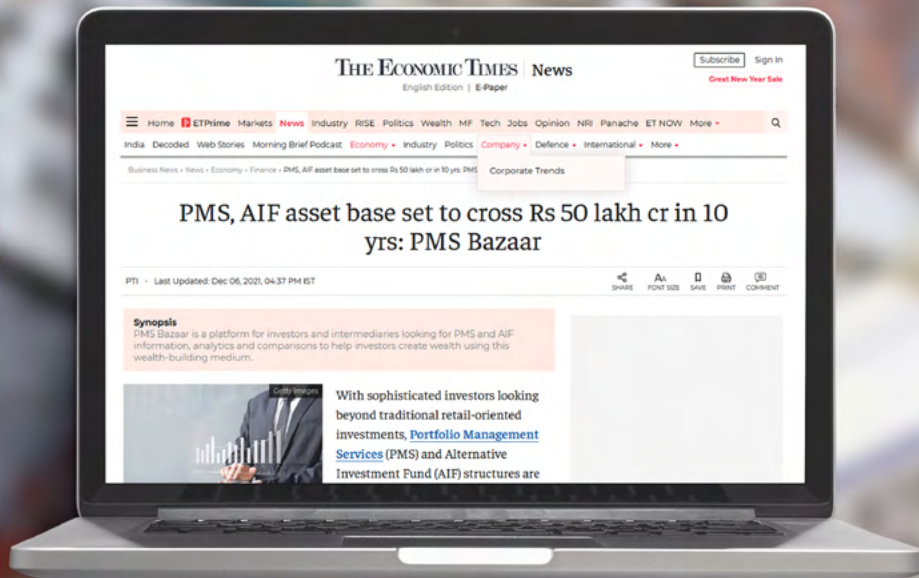 THE ECONOMIC TIMES | News
English Edition | E-Paper
Subscribe Sign In
Great New Year Sale
Home ETPrime Markets News Industry RISE Politics Wealth MF Tech Jobs Opinion NRI Panache ET NOW More
India Decoded Web Stories Morning Brief Podcast Economy Industry Politics Company Defence International More
Corporate Trends
Business News › News › Economy › Finance › PMS, AIF asset base set to cross Rs 50 lakh cr in 10 yrs: PMS
PMS, AIF asset base set to cross Rs 50 lakh cr in 10
yrs: PMS Bazaar
PTI • Last Updated: Dec 06, 2021, 04:37 PM IST
SHARE FONT SIZE SAVE PRINT COMMENT
Synopsis
PMS Bazaar is a platform for investors and intermediaries looking for PMS and AIF
information, analytics and comparisons to help investors create wealth using this
wealth-building medium.
Getty Images
With sophisticated investors looking
beyond traditional retail-oriented
investments, Portfolio Management
Services (PMS) and Alternative
Investment Fund (AIF) structures are